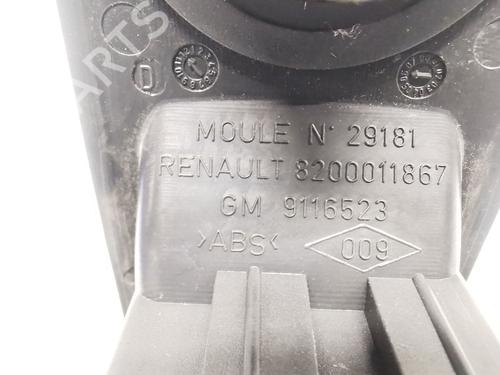 D
MOULE N° 29181
RENAULT 8200011867
GM 9116523
>ABS<
009